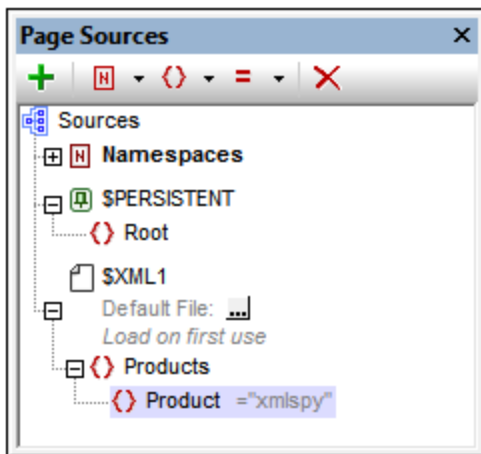 Page Sources
Sources
Namespaces
$PERSISTENT
Root
$XML1
Default File: ...
Load on first use
Products
Product ="xmlspy"